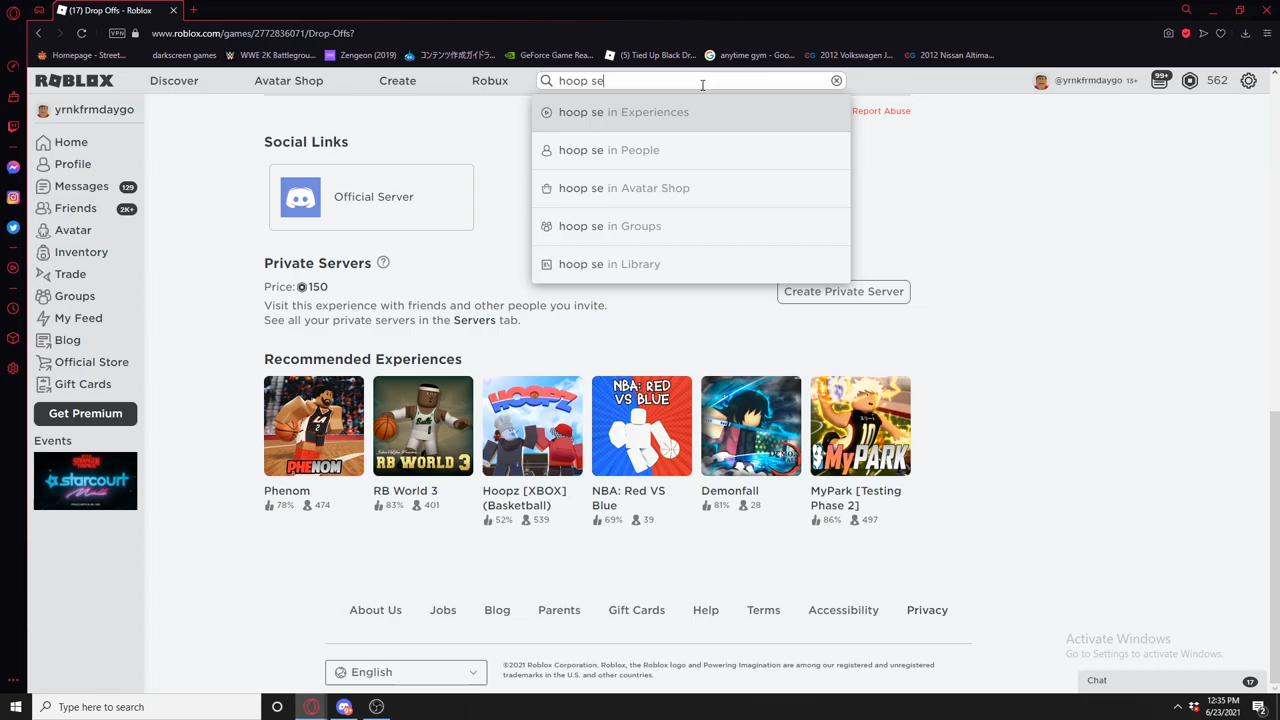 (17) Drop Offs - Roblox
VPN www.roblox.com/games/2772836071/Drop-Offs?
Homepage - Street... darkscreen games WWE 2K Battlegroun... Zengeon (2019) コンテンツ作成ガイドラ... GeForce Game Rea... (5) Tied Up Black Dr... anytime gym - Goo... 2012 Volkswagen J... 2012 Nissan Altima...
ROBLOX Discover Avatar Shop Create Robux hoop se @yrnkfrmdaygo 13+ 99+ 562
yrnkfrmdaygo
Home
Profile
Messages 129
Friends 2K+
Avatar
Inventory
Trade
Groups
My Feed
Blog
Official Store
Gift Cards
Get Premium
Events
STRANGER THINGS
starcourt
hoop se in Experiences
hoop se in People
hoop se in Avatar Shop
hoop se in Groups
hoop se in Library
Report Abuse
Social Links
Official Server
Private Servers
Price: 150
Visit this experience with friends and other people you invite.
See all your private servers in the Servers tab.
Create Private Server
Recommended Experiences
PHENOM
RB WORLD 3
HOOPZ
NBA: RED
VS BLUE
MyPARK
10
Phenom
78% 474
RB World 3
83% 401
Hoopz [XBOX]
(Basketball)
52% 539
NBA: Red VS
Blue
69% 39
Demonfall
81% 28
MyPark [Testing
Phase 2]
86% 497
About Us Jobs Blog Parents Gift Cards Help Terms Accessibility Privacy
English
©2021 Roblox Corporation. Roblox, the Roblox logo and Powering Imagination are among our registered and unregistered
trademarks in the U.S. and other countries.
Activate Windows
Go to Settings to activate Windows.
Chat 17
Type here to search
12:35 PM
6/23/2021
2